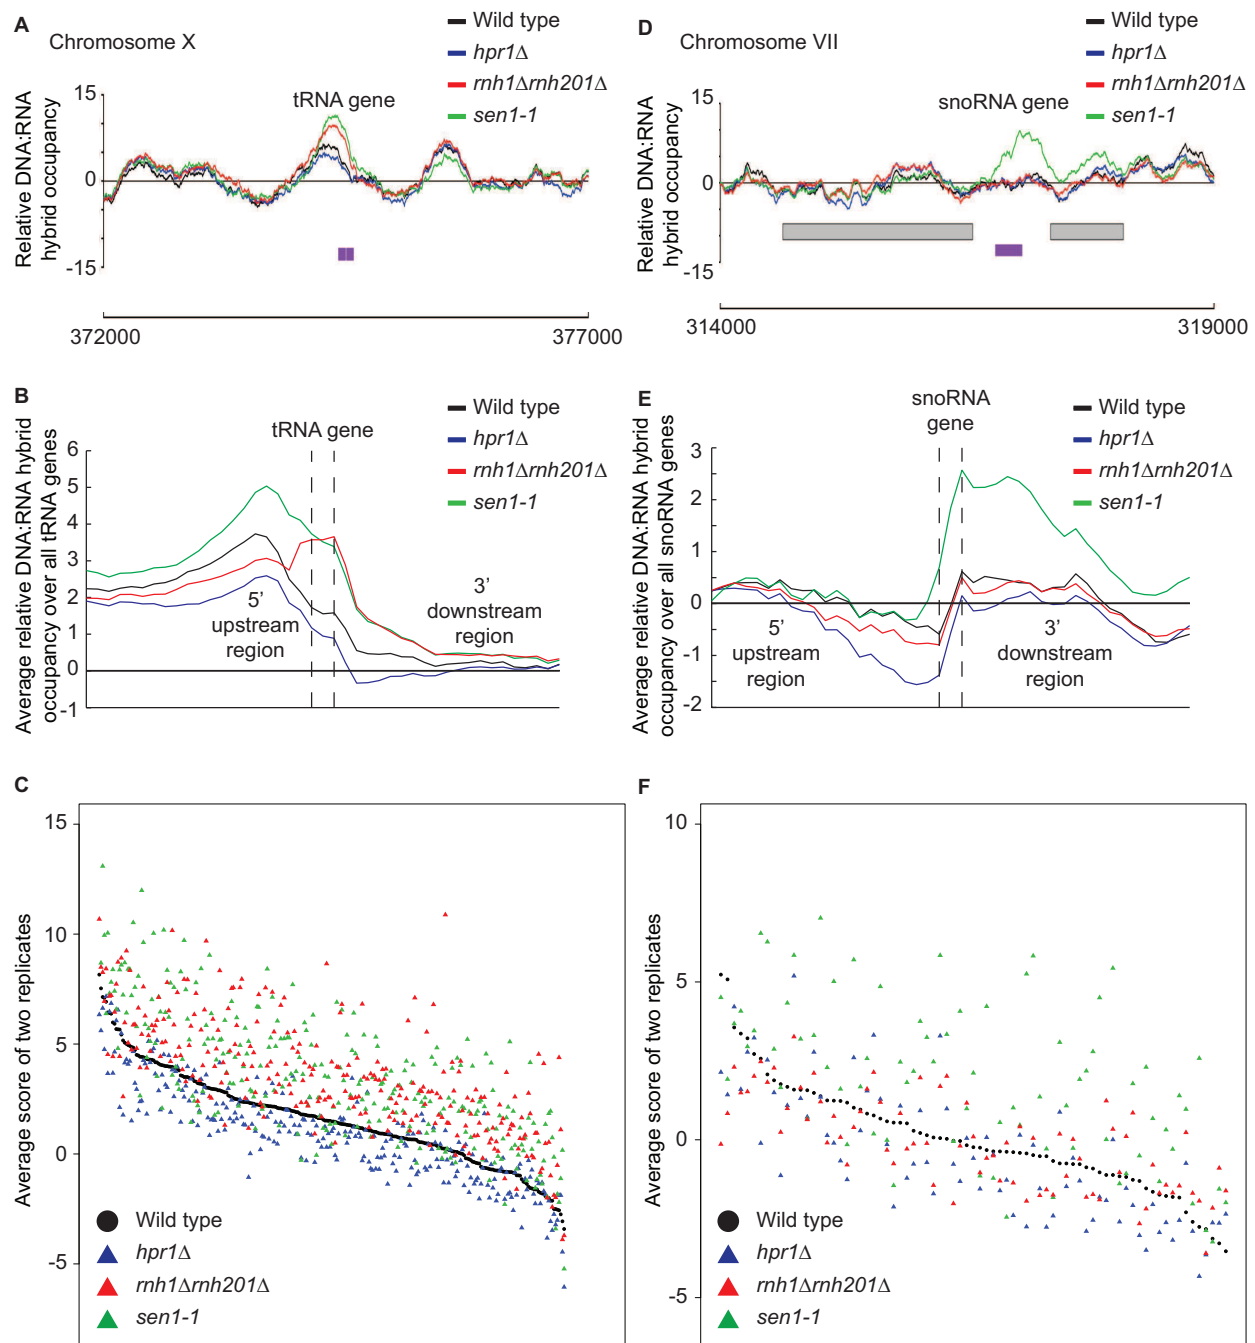 A
Chromosome X
Wild type
hpr1Δ
rnh1Δrnh201Δ
sen1-1
tRNA gene
Relative DNA:RNA
hybrid occupancy
15
0
-15
372000
377000
D
Chromosome VII
Wild type
hpr1Δ
rnh1Δrnh201Δ
sen1-1
snoRNA gene
Relative DNA:RNA
hybrid occupancy
15
0
-15
314000
319000
B
Wild type
hpr1Δ
rnh1Δrnh201Δ
sen1-1
tRNA gene
Average relative DNA:RNA hybrid
occupancy over all tRNA genes
6
5
4
3
2
1
0
-1
5’
upstream
region
3’
downstream
region
E
snoRNA
gene
Wild type
hpr1Δ
rnh1Δrnh201Δ
sen1-1
Average relative DNA:RNA hybrid
occupancy over all snoRNA genes
3
2
1
0
-1
-2
5’
upstream
region
3’
downstream
region
C
Average score of two replicates
15
10
5
0
-5
Wild type
hpr1Δ
rnh1Δrnh201Δ
sen1-1
F
Average score of two replicates
10
5
0
-5
Wild type
hpr1Δ
rnh1Δrnh201Δ
sen1-1